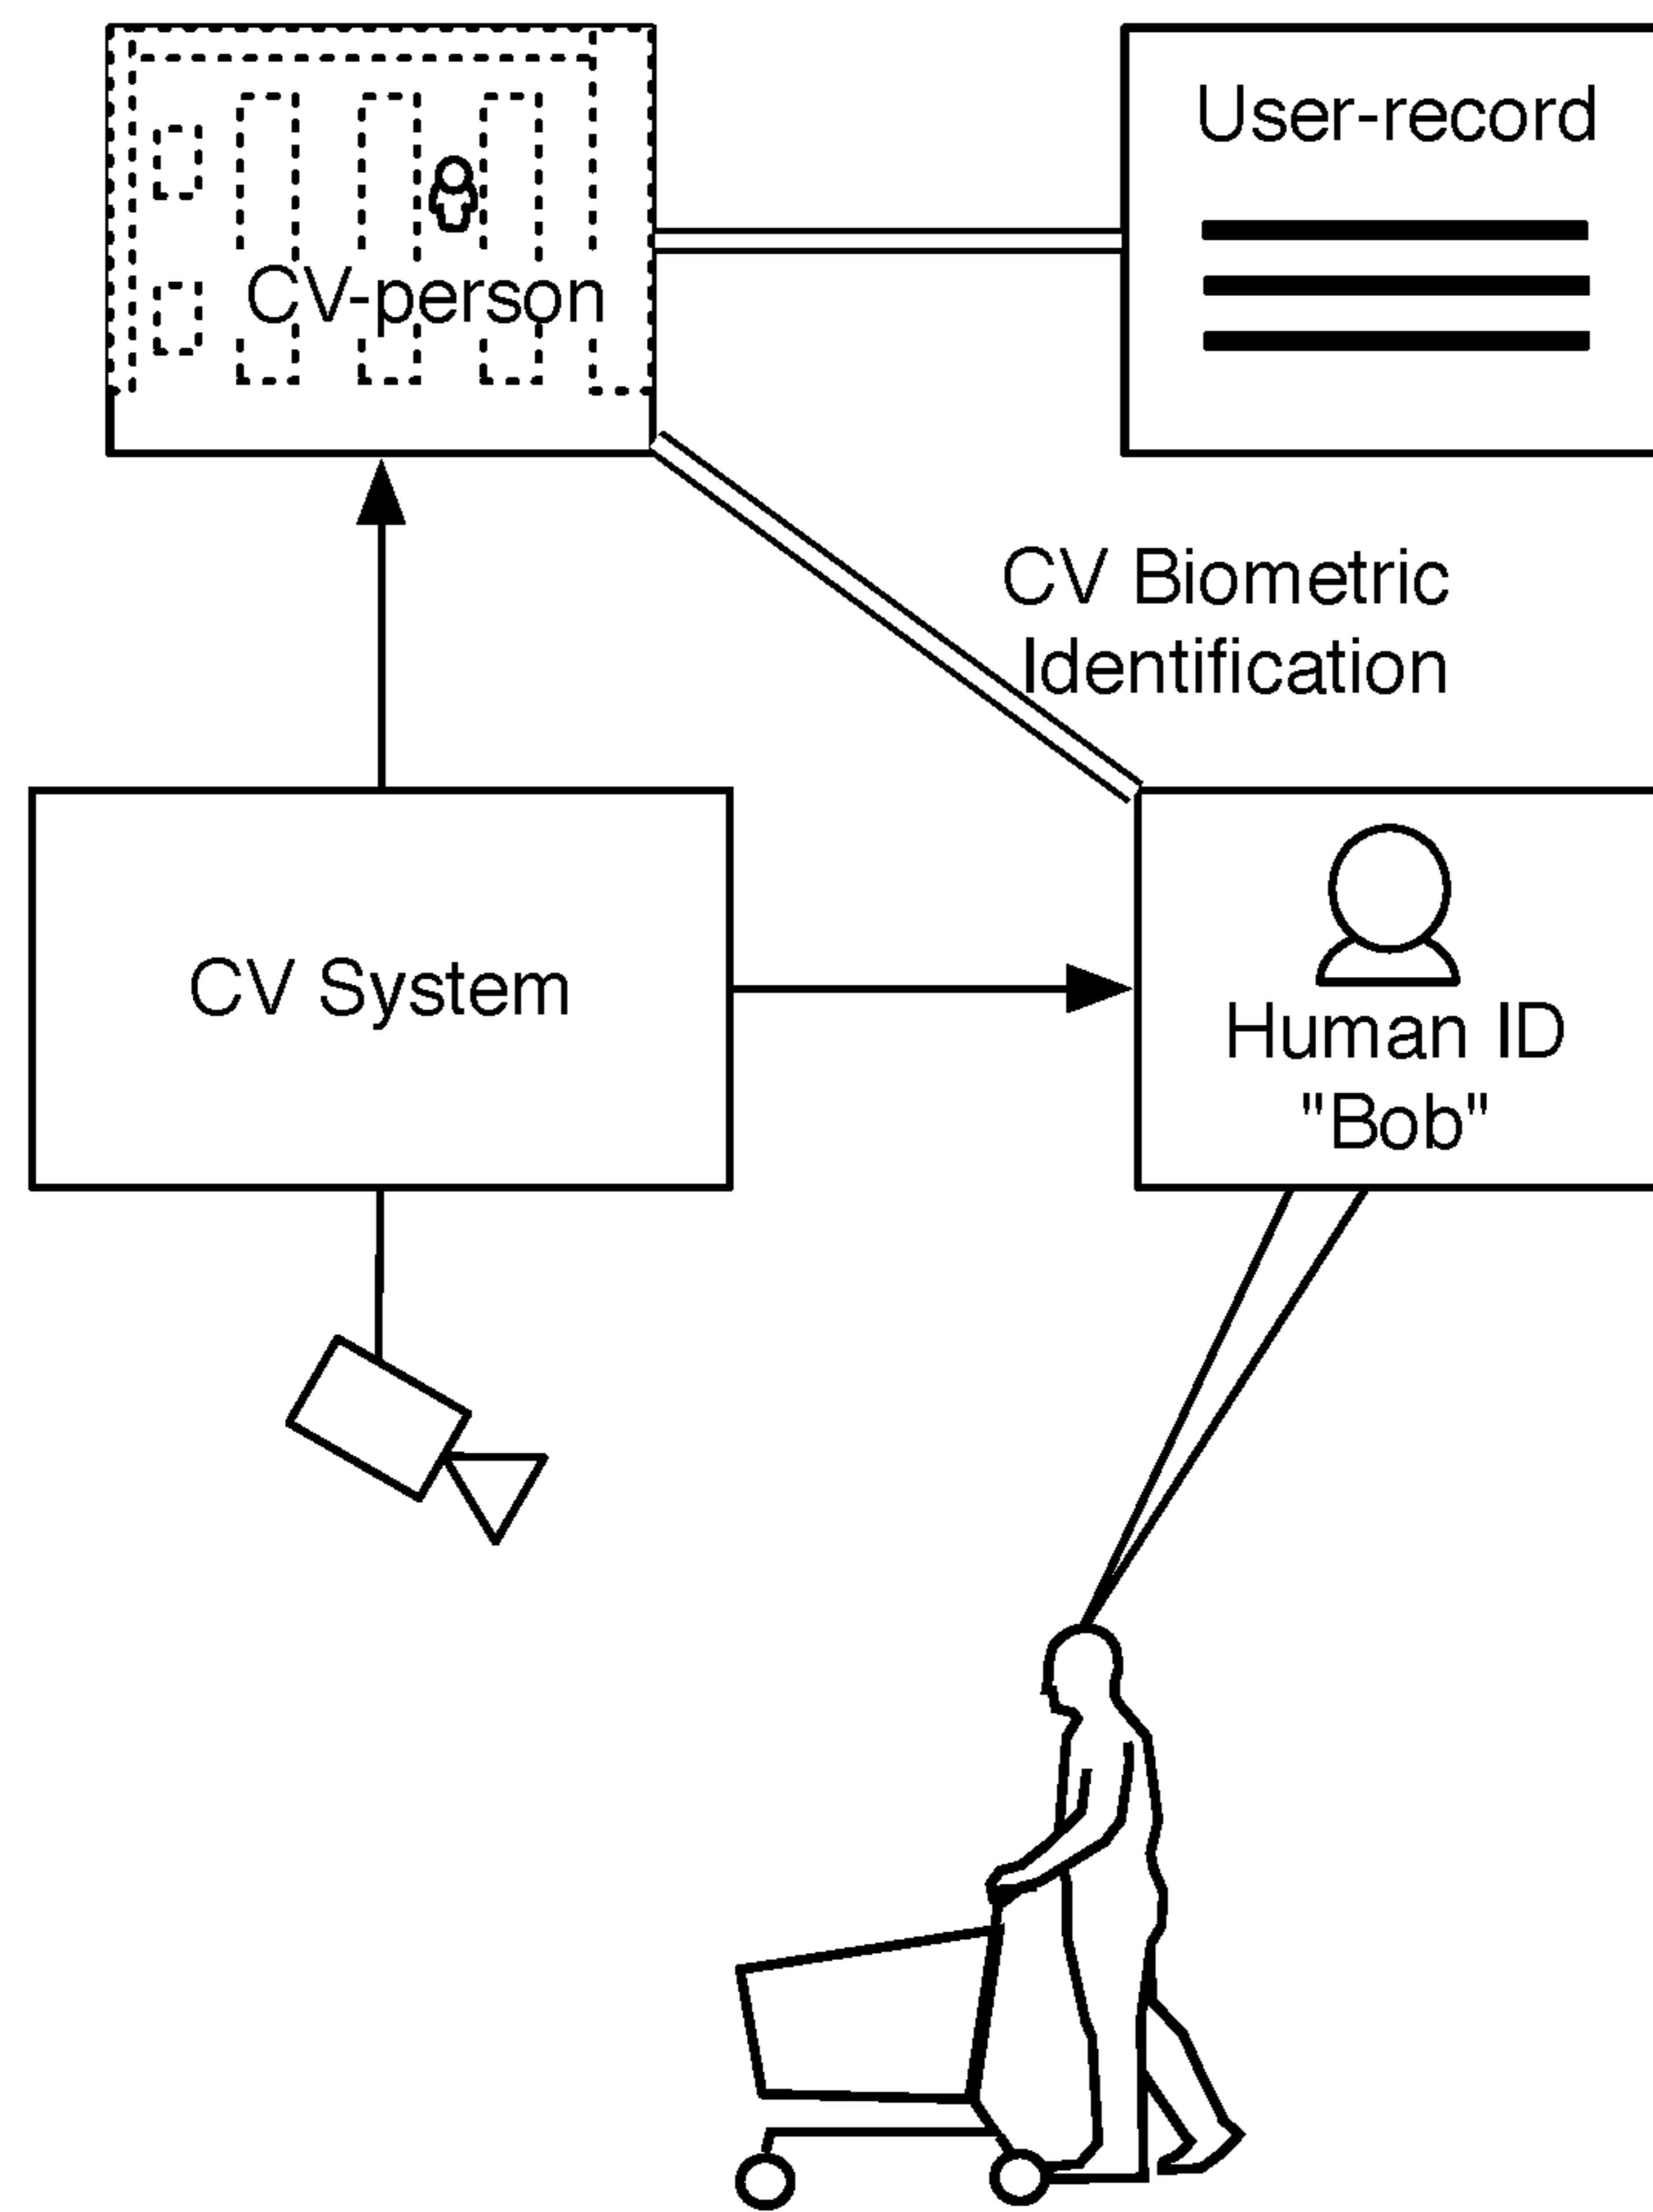 CV-person
User-record
CV Biometric
Identification
CV System
Human ID
"Bob"